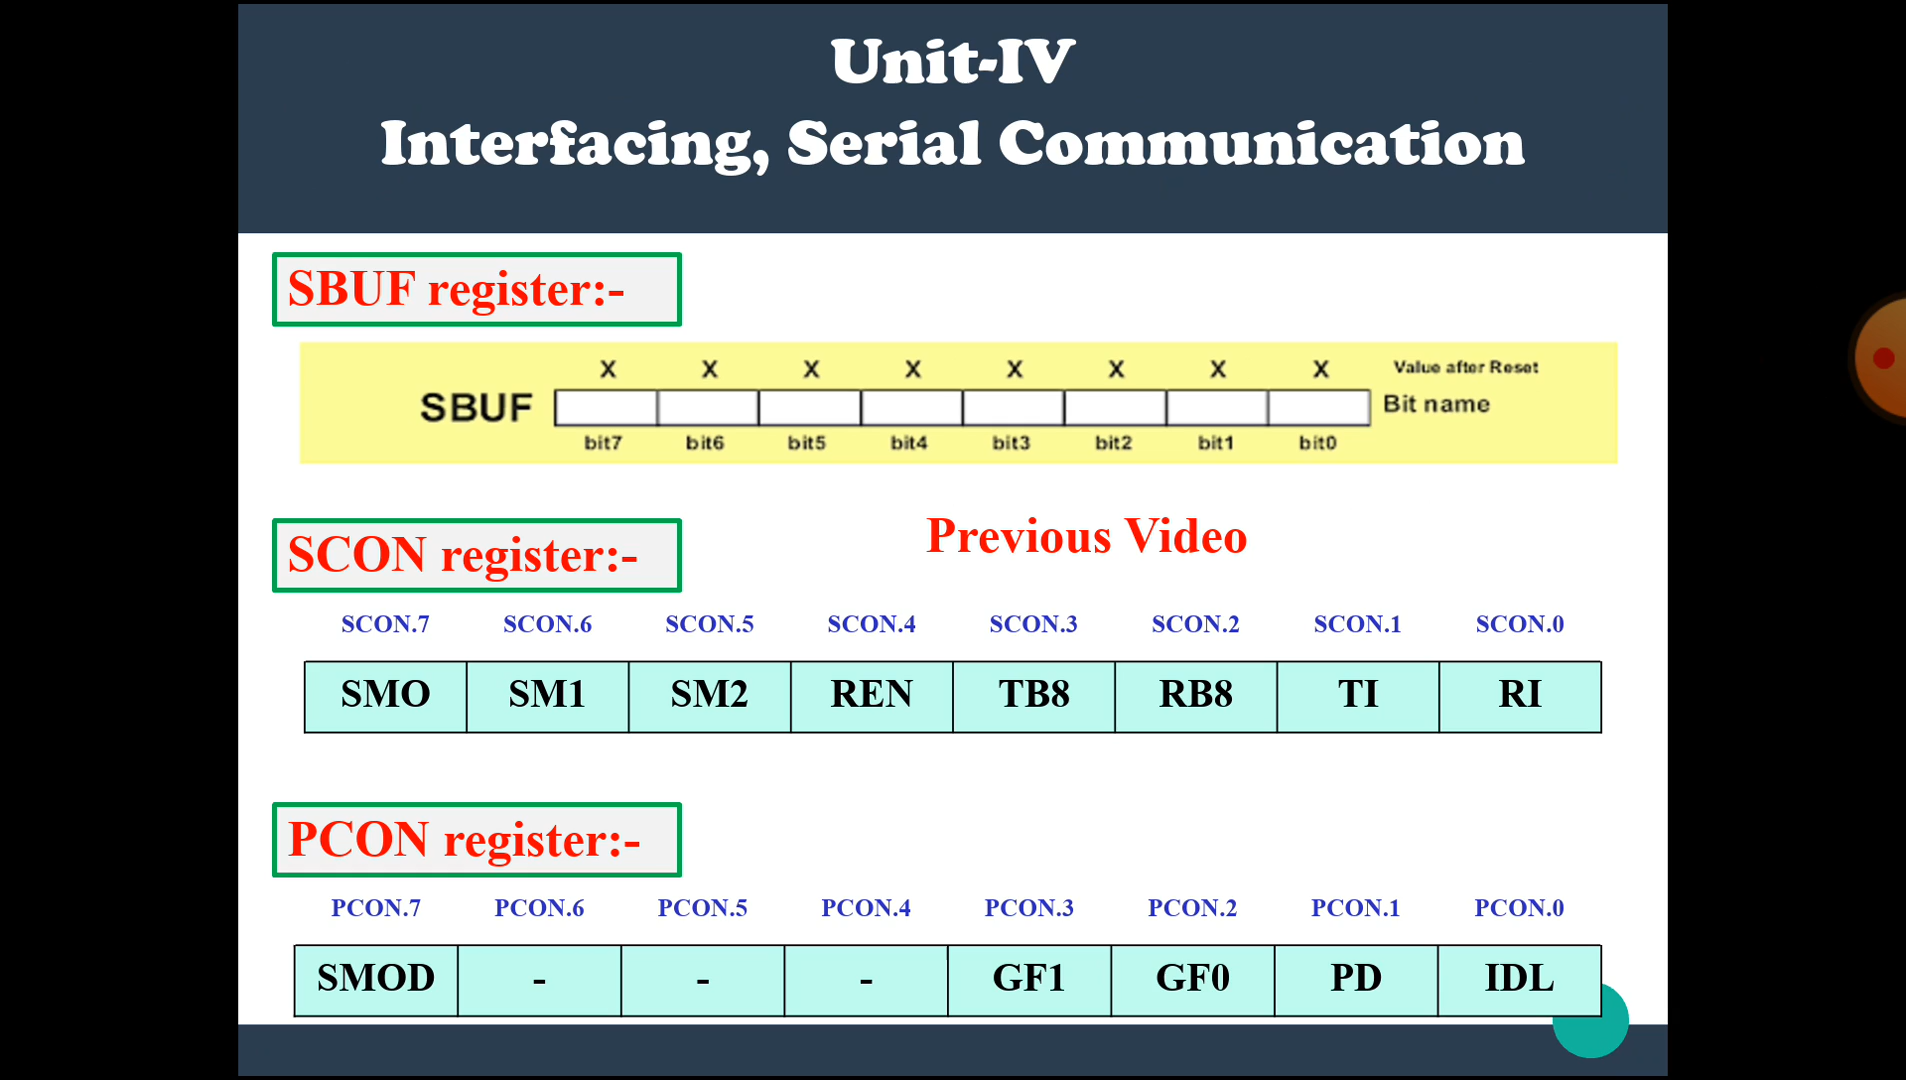 Unit-IV
Interfacing, Serial Communication
SBUF register:-
X X X X X X X X Value after Reset
SBUF Bit name
bit7 bit6 bit5 bit4 bit3 bit2 bit1 bit0
Previous Video
SCON register:-
SCON.7 SCON.6 SCON.5 SCON.4 SCON.3 SCON.2 SCON.1 SCON.0
SMO SM1 SM2 REN TB8 RB8 TI RI
PCON register:-
PCON.7 PCON.6 PCON.5 PCON.4 PCON.3 PCON.2 PCON.1 PCON.0
SMOD - - - GF1 GF0 PD IDL